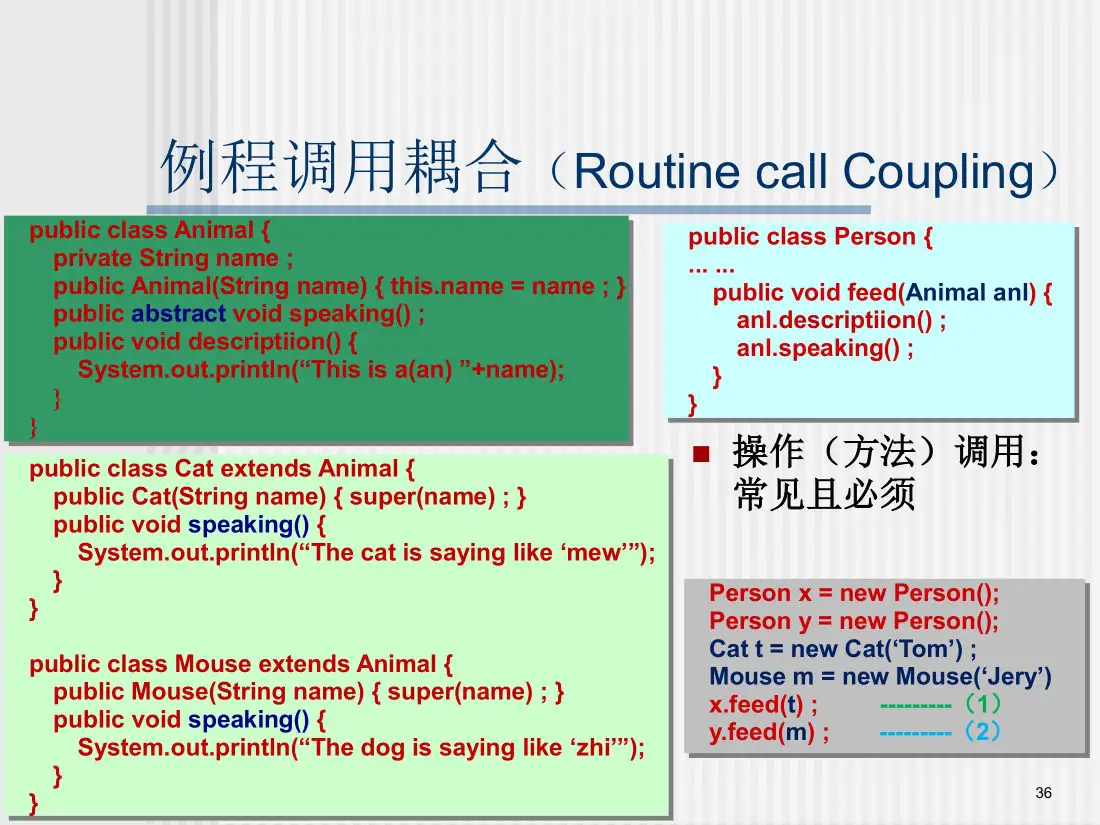 例程调用耦合（Routine call Coupling）
public class Animal {
private String name ;
public Animal(String name) { this.name = name ; }
public abstract void speaking() ;
public void descriptiion() {
System.out.println(“This is a(an) ”+name);
}
}
public class Cat extends Animal {
public Cat(String name) { super(name) ; }
public void speaking() {
System.out.println(“The cat is saying like ‘mew’”);
}
}
public class Mouse extends Animal {
public Mouse(String name) { super(name) ; }
public void speaking() {
System.out.println(“The dog is saying like ‘zhi’”);
}
}
public class Person {
... ...
public void feed(Animal anl) {
anl.descriptiion() ;
anl.speaking() ;
}
}
操作（方法）调用：
常见且必须
Person x = new Person();
Person y = new Person();
Cat t = new Cat(‘Tom’) ;
Mouse m = new Mouse(‘Jery’)
x.feed(t) ; ---------（1）
y.feed(m) ; ---------（2）
36